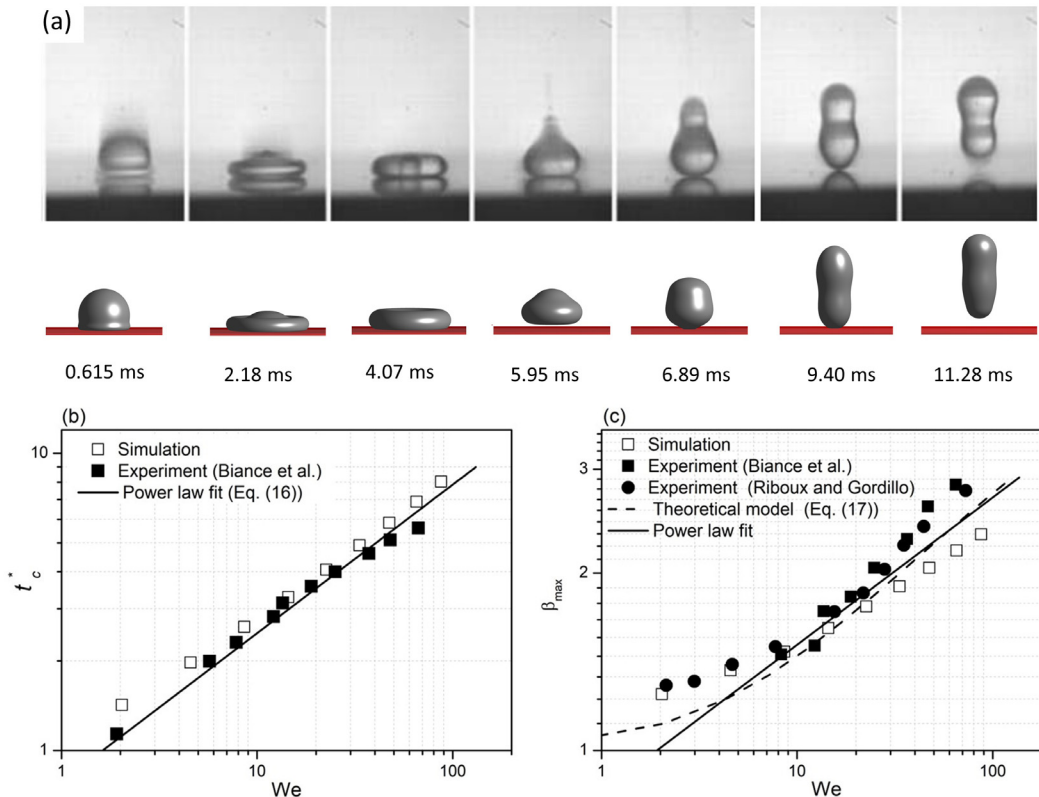 (a)
0.615 ms 2.18 ms 4.07 ms 5.95 ms 6.89 ms 9.40 ms 11.28 ms
(b)
10
Simulation
Experiment (Biance et al.)
Power law fit (Eq. (16))
t*c
1
1 10 100
We
(c)
3
Simulation
Experiment (Biance et al.)
Experiment (Riboux and Gordillo)
Theoretical model (Eq. (17))
Power law fit
2
βmax
1
1 10 100
We